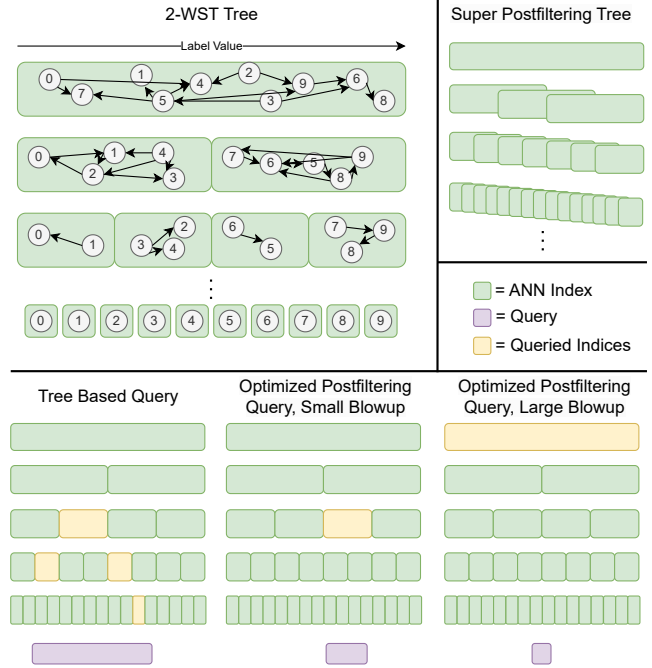 2-WST Tree
Label Value
0 1 4 2 9 6
7 5 3 8
0 1 4
2 3
7 6 5 9
8
0 1
2
3 4
6
5
7 9
8
0 1 2 3 4 5 6 7 8 9
Super Postfiltering Tree
= ANN Index
= Query
= Queried Indices
Tree Based Query
Optimized Postfiltering
Query, Small Blowup
Optimized Postfiltering
Query, Large Blowup